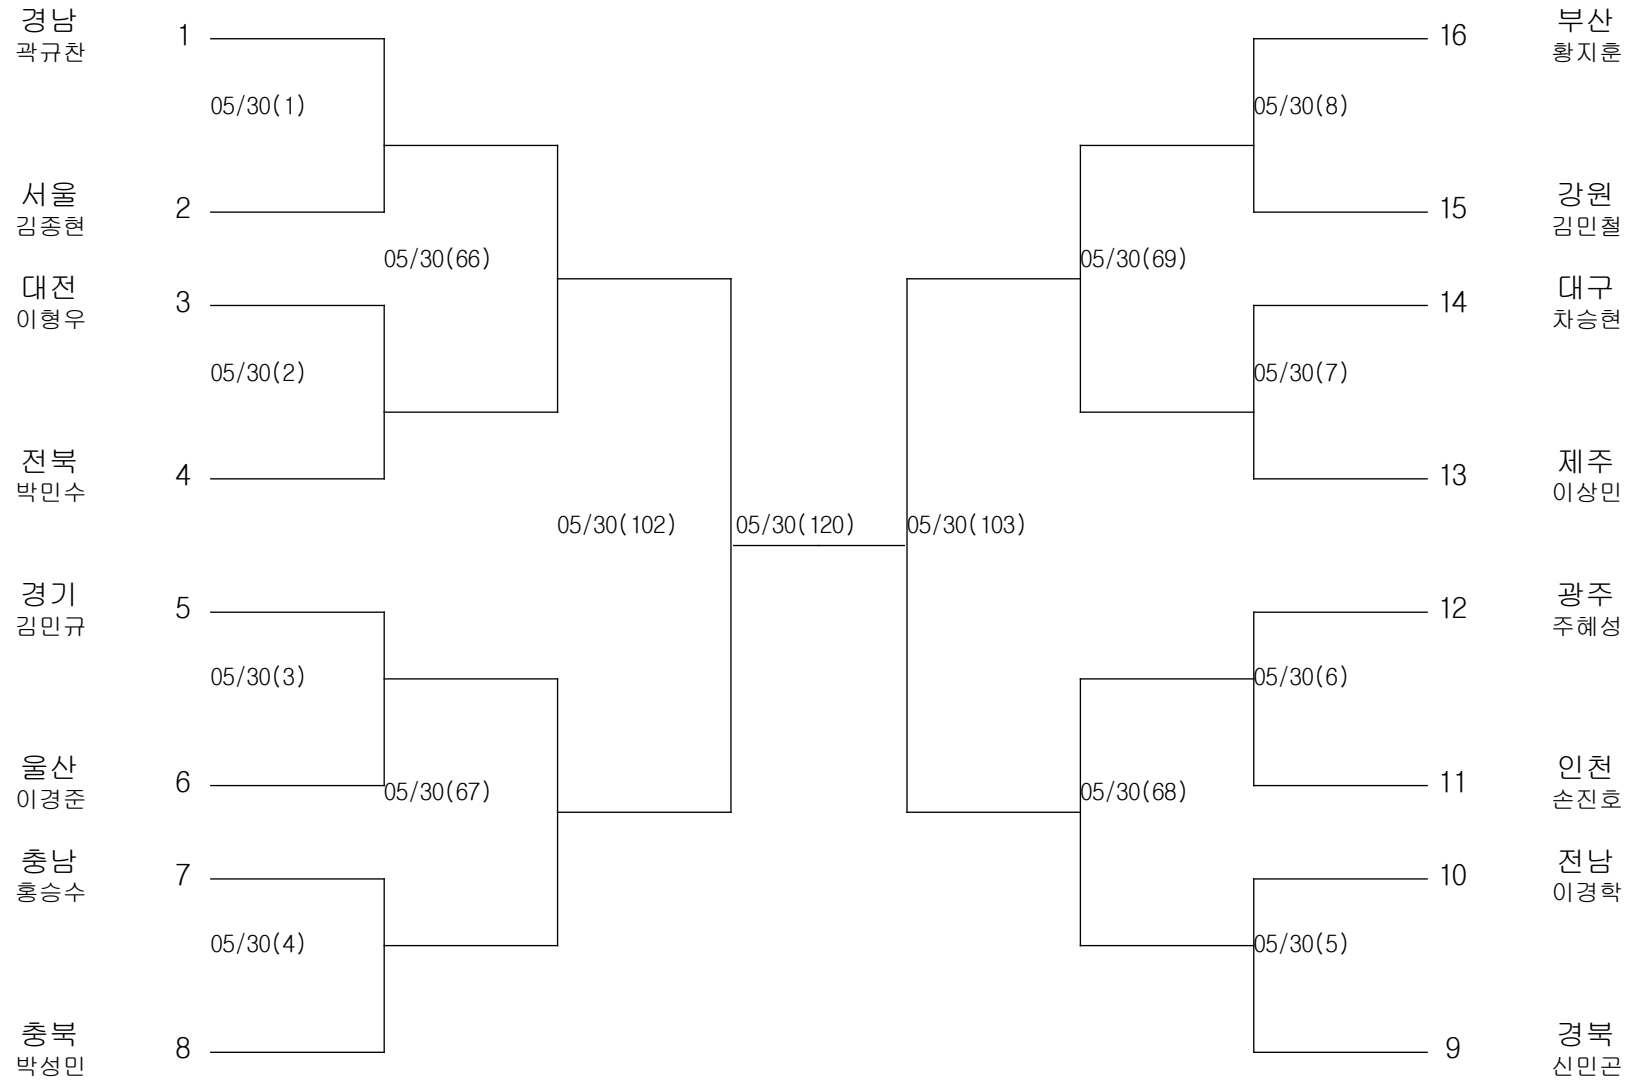 경남
곽규찬
1
16
부산
황지훈
05/30(1)
05/30(8)
서울
김종현
2
15
강원
김민철
05/30(66)
05/30(69)
대전
이형우
3
14
대구
차승현
05/30(2)
05/30(7)
전북
박민수
4
13
제주
이상민
05/30(102)
05/30(120)
05/30(103)
경기
김민규
5
12
광주
주혜성
05/30(3)
05/30(6)
울산
이경준
6
11
인천
손진호
05/30(67)
05/30(68)
충남
홍승수
7
10
전남
이경학
05/30(4)
05/30(5)
충북
박성민
8
9
경북
신민곤